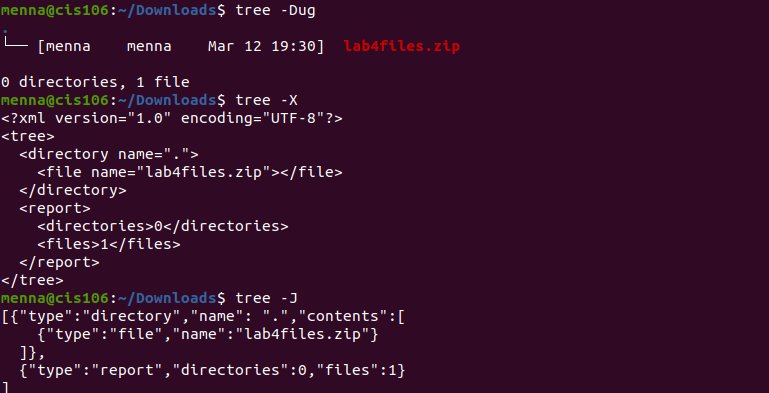 menna@cis106:~/Downloads$ tree -Dug
.
└── [menna    menna    Mar 12 19:30]  lab4files.zip
0 directories, 1 file
menna@cis106:~/Downloads$ tree -X
<?xml version="1.0" encoding="UTF-8"?>
<tree>
  <directory name=".">
    <file name="lab4files.zip"></file>
  </directory>
  <report>
    <directories>0</directories>
    <files>1</files>
  </report>
</tree>
menna@cis106:~/Downloads$ tree -J
[{"type":"directory","name": ".","contents":[
    {"type":"file","name":"lab4files.zip"}
  ]},
  {"type":"report","directories":0,"files":1}
]